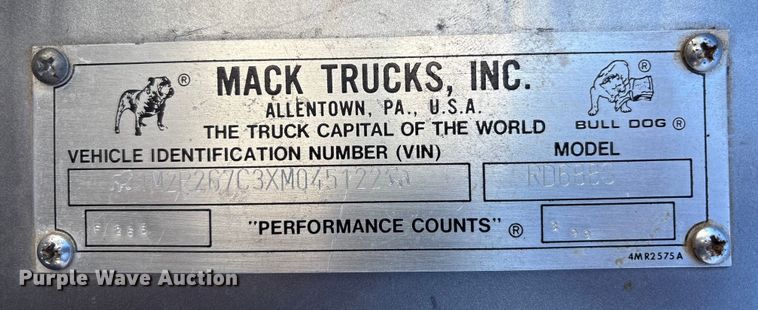 MACK TRUCKS, INC.
ALLENTOWN, PA., U.S.A.
THE TRUCK CAPITAL OF THE WORLD
BULL DOG ®
VEHICLE IDENTIFICATION NUMBER (VIN)
MODEL
RD688S
"PERFORMANCE COUNTS" ®
4MR2575A
Purple Wave Auction